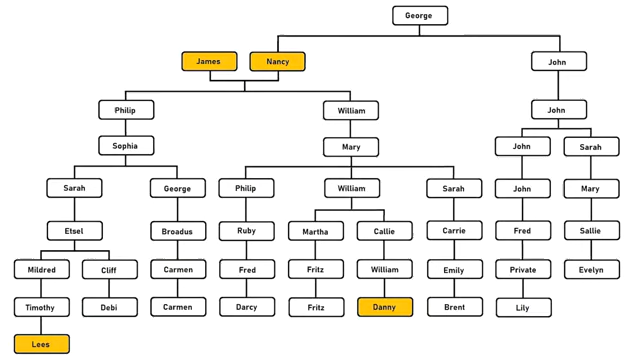 George
James
Nancy
John
Philip
William
John
Sophia
Mary
John
Sarah
Sarah
George
Philip
William
Sarah
John
Mary
Etsel
Broadus
Ruby
Martha
Callie
Carrie
Fred
Sallie
Mildred
Cliff
Carmen
Fred
Fritz
William
Emily
Private
Evelyn
Timothy
Debi
Carmen
Darcy
Fritz
Danny
Brent
Lily
Lees